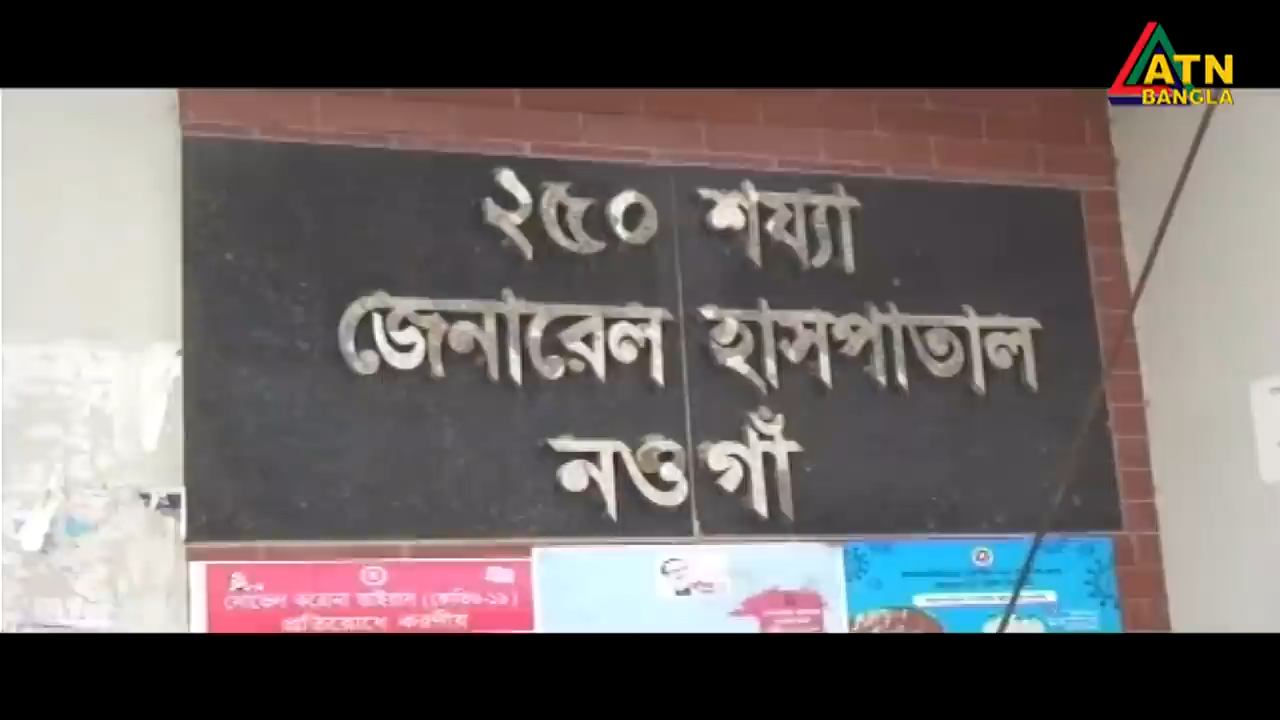 ATN
BANGLA
২৫০ শয্যা
জেনারেল হাসপাতাল
নওগাঁ
নোভেল করোনা ভাইরাস (কোভিড-১৯)
প্রতিরোধে করণীয়